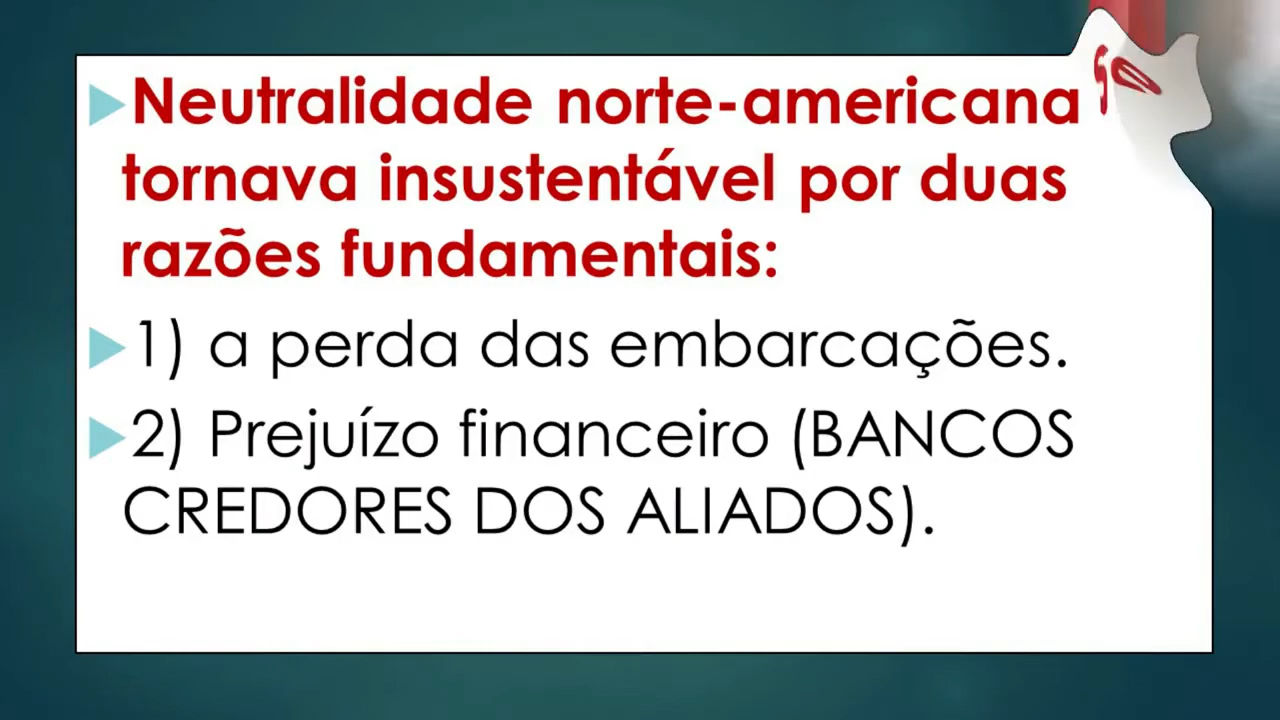 Neutralidade norte-americana
tornava insustentável por duas
razões fundamentais:
1) a perda das embarcações.
2) Prejuízo financeiro (BANCOS
CREDORES DOS ALIADOS).